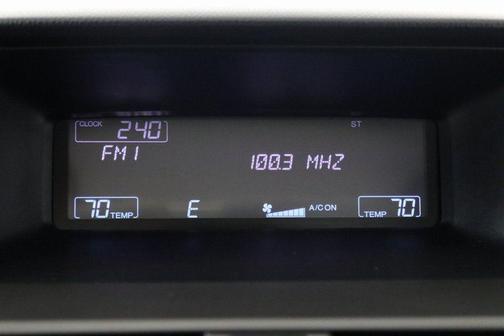 CLOCK 240 ST
FM1 100.3 MHZ
70 TEMP E A/C ON TEMP 70